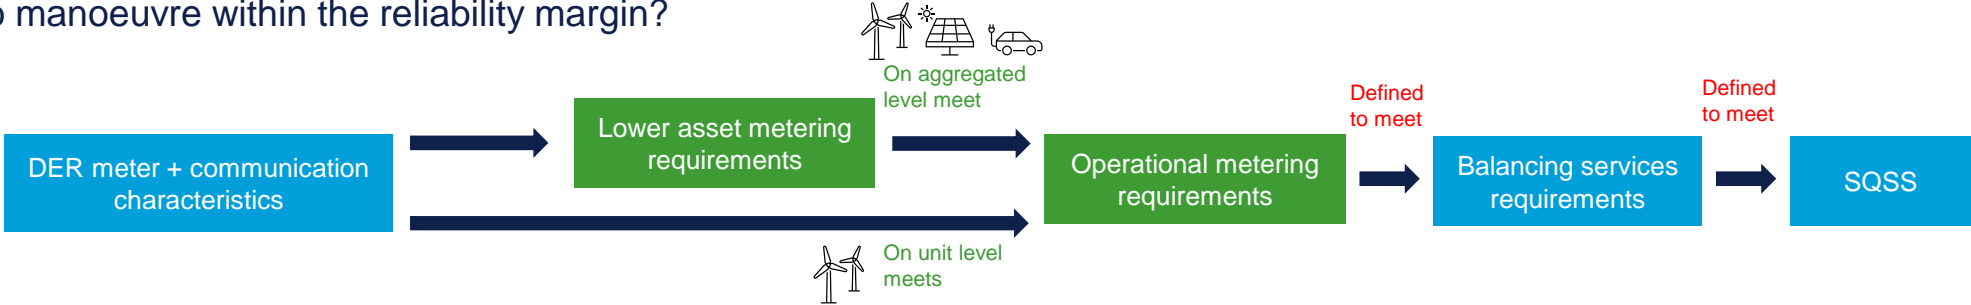 manoeuvre within the reliability margin?
On aggregated
level meet
Defined
to meet
Defined
to meet
Lower asset metering
requirements
DER meter + communication
characteristics
Operational metering
requirements
Balancing services
requirements
SQSS
On unit level
meets